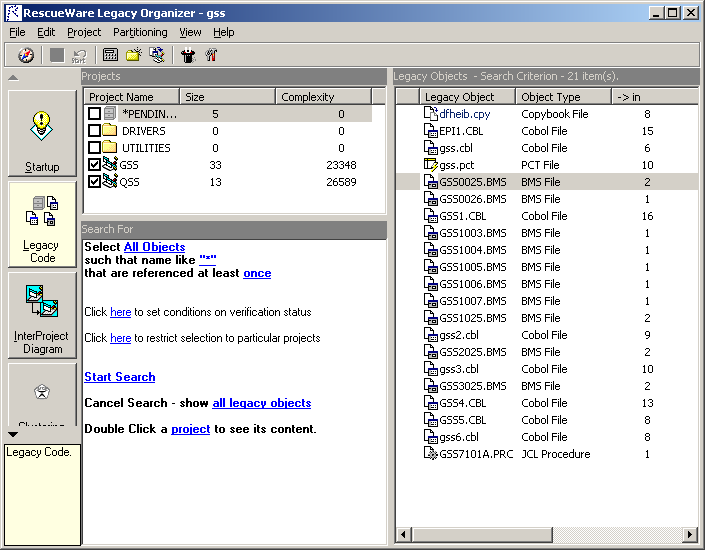 RescueWare Legacy Organizer - gss
File Edit Project Partitioning View Help
Start
Projects
Project Name Size Complexity
*PENDIN... 5 0
DRIVERS 0 0
UTILITIES 0 0
GSS 33 23348
QSS 13 26589
Startup
Legacy
Code
InterProject
Diagram
Clustering
Legacy Code.
Search For
Select All Objects
such that name like "*"
that are referenced at least once
Click here to set conditions on verification status
Click here to restrict selection to particular projects
Start Search
Cancel Search - show all legacy objects
Double Click a project to see its content.
Legacy Objects - Search Criterion - 21 item(s).
Legacy Object Object Type -> in
dfheib.cpy Copybook File 8
EPI1.CBL Cobol File 15
gss.cbl Cobol File 6
gss.pct PCT File 10
GSS0025.BMS BMS File 2
GSS0026.BMS BMS File 1
GSS1.CBL Cobol File 16
GSS1003.BMS BMS File 1
GSS1004.BMS BMS File 1
GSS1005.BMS BMS File 1
GSS1006.BMS BMS File 1
GSS1007.BMS BMS File 1
GSS1025.BMS BMS File 2
gss2.cbl Cobol File 9
GSS2025.BMS BMS File 2
gss3.cbl Cobol File 10
GSS3025.BMS BMS File 2
GSS4.CBL Cobol File 13
GSS5.CBL Cobol File 8
gss6.cbl Cobol File 8
GSS7101A.PRC JCL Procedure 1